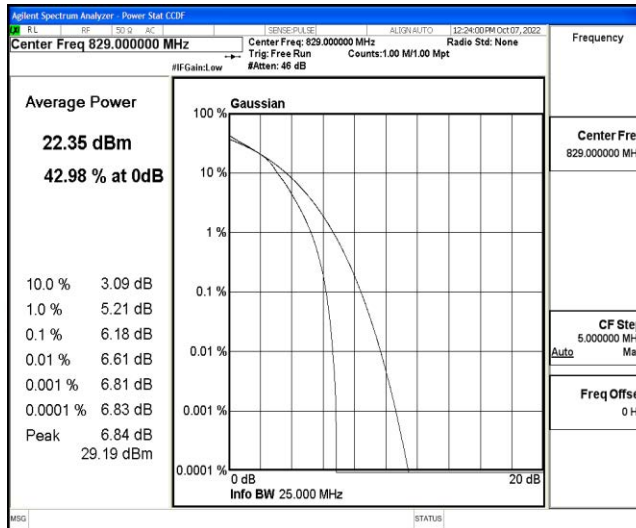 Agilent Spectrum Analyzer - Power Stat CCDF
RL RF 50 Ω AC SENSE:PULSE ALIGN AUTO 12:24:00 PM Oct 07, 2022
Center Freq 829.000000 MHz
Center Freq: 829.000000 MHz Radio Std: None
Trig: Free Run Counts:1.00 M/1.00 Mpt
#IFGain:Low #Atten: 46 dB
Frequency
Average Power
22.35 dBm
42.98 % at 0dB
10.0 % 3.09 dB
1.0 % 5.21 dB
0.1 % 6.18 dB
0.01 % 6.61 dB
0.001 % 6.81 dB
0.0001 % 6.83 dB
Peak 6.84 dB
29.19 dBm
Gaussian
100 %
10 %
1 %
0.1 %
0.01 %
0.001 %
0.0001 %
0 dB 20 dB
Info BW 25.000 MHz
Center Fre
829.000000 MH
CF Ste
5.000000 MH
Auto Ma
Freq Offse
0 H
MSG STATUS